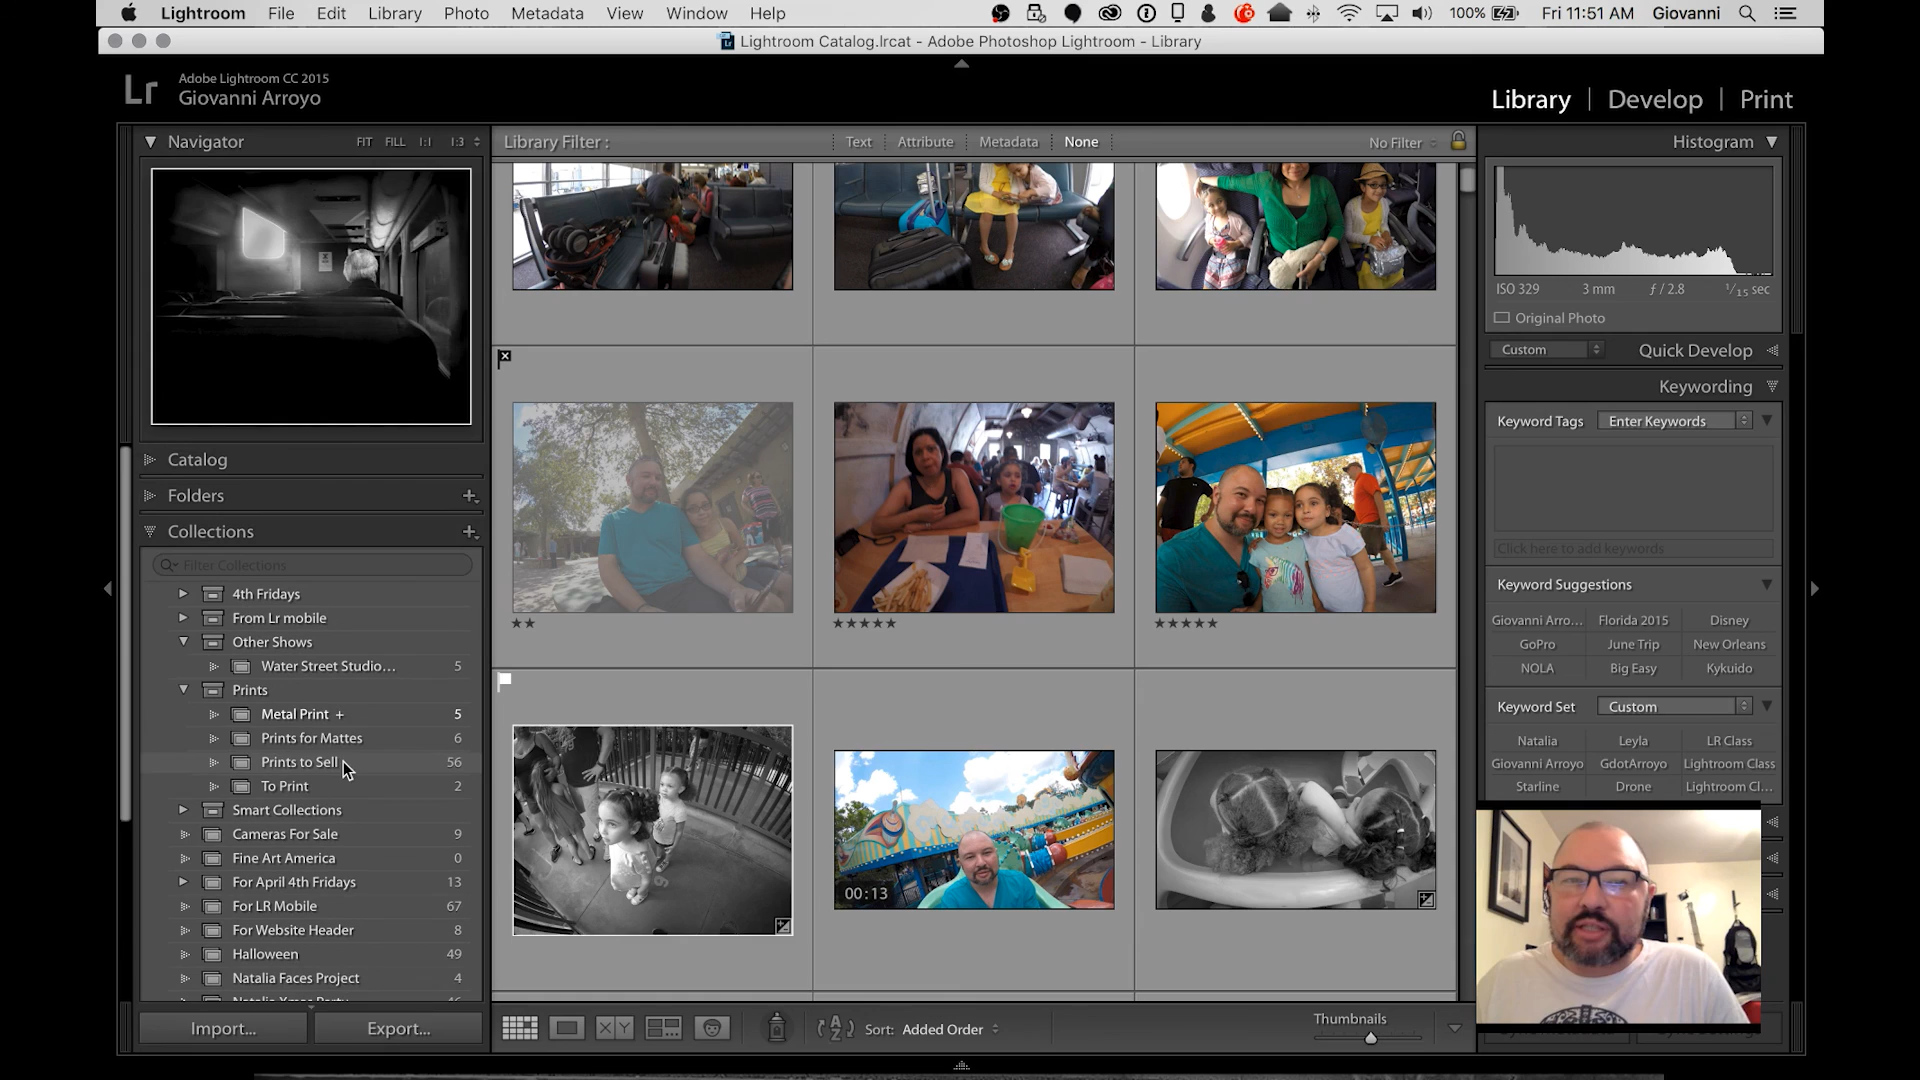 Lightroom File Edit Library Photo Metadata View Window Help 100% Fri 11:51 AM Giovanni
Lightroom Catalog.lrcat - Adobe Photoshop Lightroom - Library
Lr Adobe Lightroom CC 2015
Giovanni Arroyo
Library | Develop | Print
Navigator FIT FILL 1:1 1:3
Library Filter : Text Attribute Metadata None No Filter
Histogram
ISO 329 3 mm ƒ / 2.8 1/15 sec
Original Photo
Custom Quick Develop
Keywording
Keyword Tags Enter Keywords
Click here to add keywords
Keyword Suggestions
Giovanni Arro... Florida 2015 Disney
GoPro June Trip New Orleans
NOLA Big Easy Kykuido
Keyword Set Custom
Natalia Leyla LR Class
Giovanni Arroyo GdotArroyo Lightroom Class
Starline Drone Lightroom Cl...
Catalog
Folders
Collections
Filter Collections
4th Fridays
From Lr mobile
Other Shows
Water Street Studio... 5
Prints
Metal Print + 5
Prints for Mattes 6
Prints to Sell 56
To Print 2
Smart Collections
Cameras For Sale 9
Fine Art America 0
For April 4th Fridays 13
For LR Mobile 67
For Website Header 8
Halloween 49
Natalia Faces Project 4
00:13
Import... Export...
XY Sort: Added Order Thumbnails